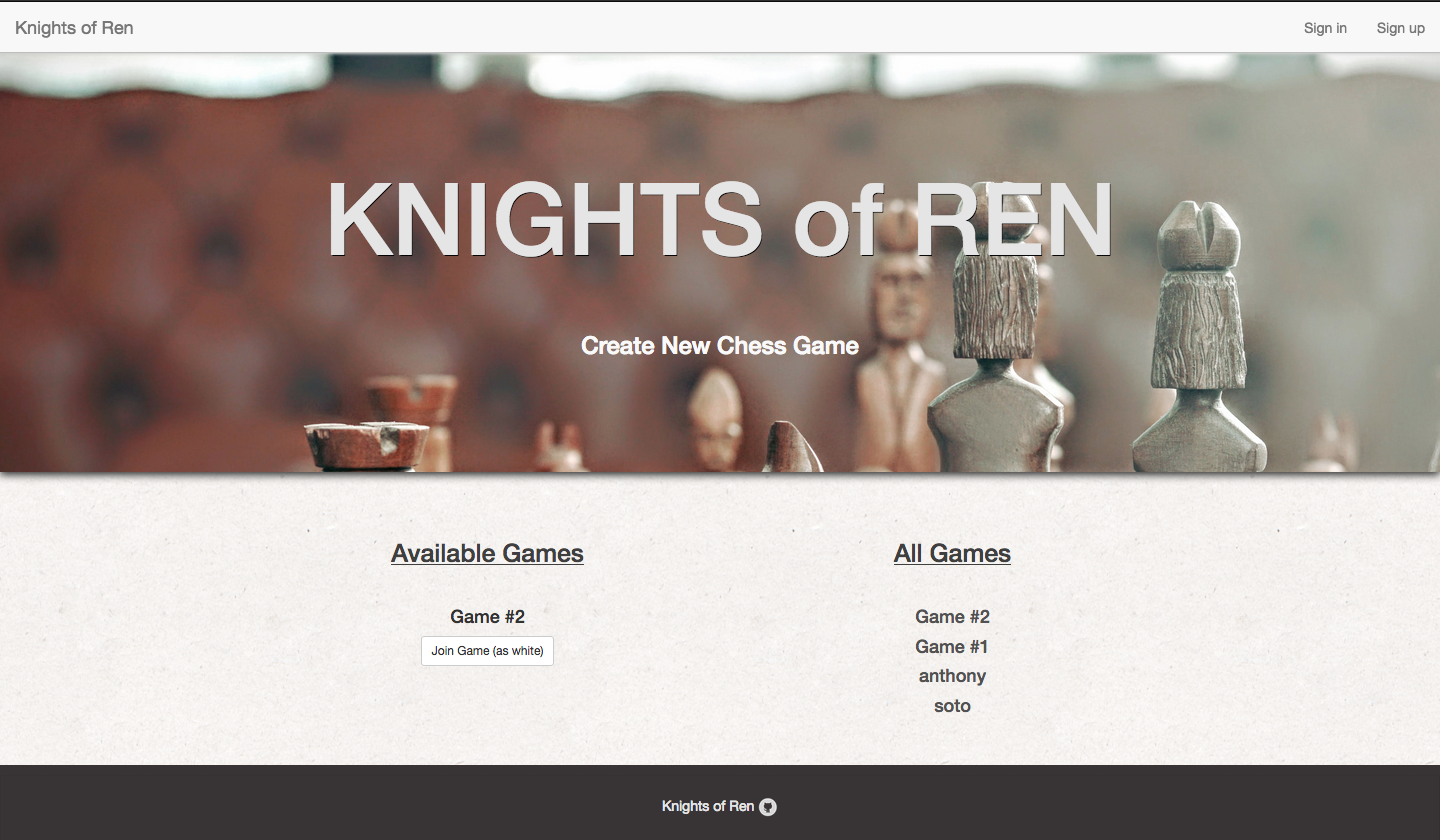 Knights of Ren
Sign in
Sign up
KNIGHTS of REN
Create New Chess Game
Available Games
Game #2
Join Game (as white)
All Games
Game #2
Game #1
anthony
soto
Knights of Ren